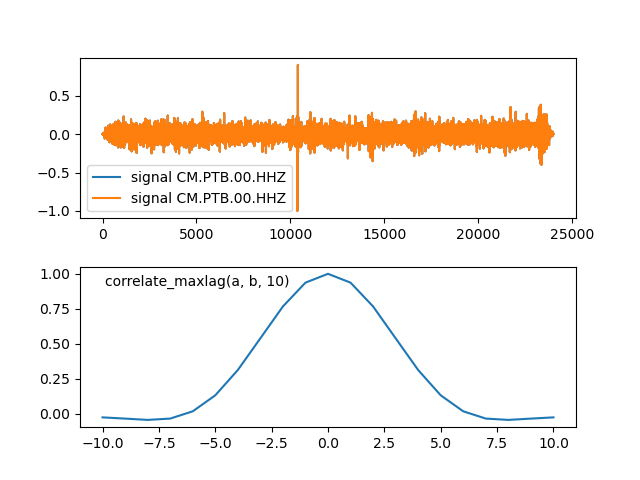 0.5
0.0
−0.5
−1.0
signal CM.PTB.00.HHZ
signal CM.PTB.00.HHZ
0 5000 10000 15000 20000 25000
correlate_maxlag(a, b, 10)
1.00
0.75
0.50
0.25
0.00
−10.0 −7.5 −5.0 −2.5 0.0 2.5 5.0 7.5 10.0